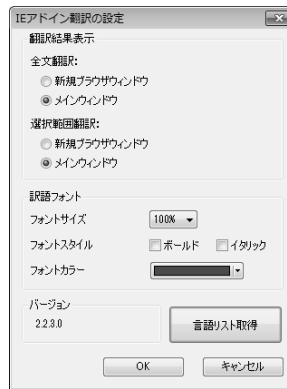 IEアドイン翻訳の設定
翻訳結果表示
全文翻訳:
新規ブラウザウィンドウ
メインウィンドウ
選択範囲翻訳:
新規ブラウザウィンドウ
メインウィンドウ
訳語フォント
フォントサイズ 100%
フォントスタイル ボールド イタリック
フォントカラー
バージョン
2.2.3.0 言語リスト取得
OK キャンセル